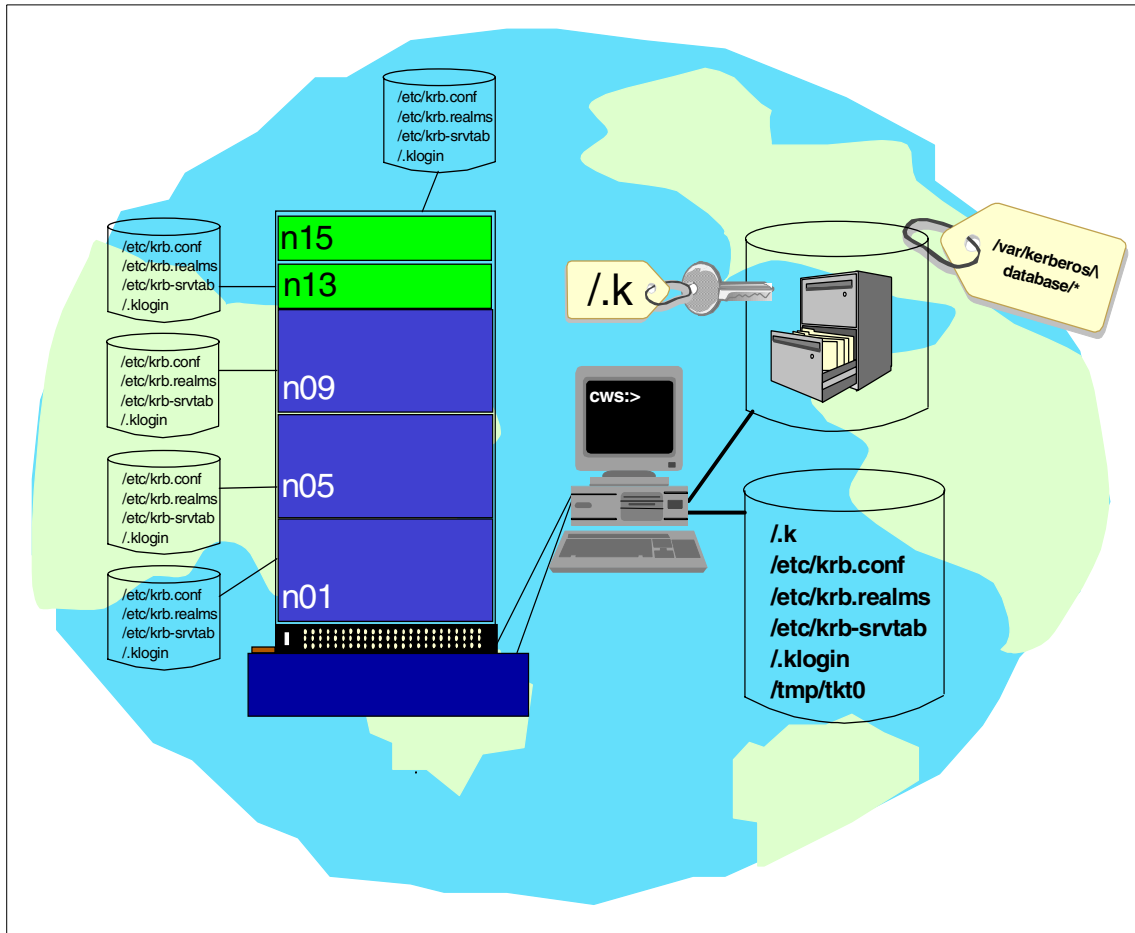 /etc/krb.conf
/etc/krb.realms
/etc/krb-srvtab
/.klogin
/etc/krb.conf
/etc/krb.realms
/etc/krb-srvtab
/.klogin
/etc/krb.conf
/etc/krb.realms
/etc/krb-srvtab
/.klogin
/etc/krb.conf
/etc/krb.realms
/etc/krb-srvtab
/.klogin
/etc/krb.conf
/etc/krb.realms
/etc/krb-srvtab
/.klogin
n15
n13
n09
n05
n01
/.k
/var/kerberos/\
database/*
cws:>
/.k
/etc/krb.conf
/etc/krb.realms
/etc/krb-srvtab
/.klogin
/tmp/tkt0